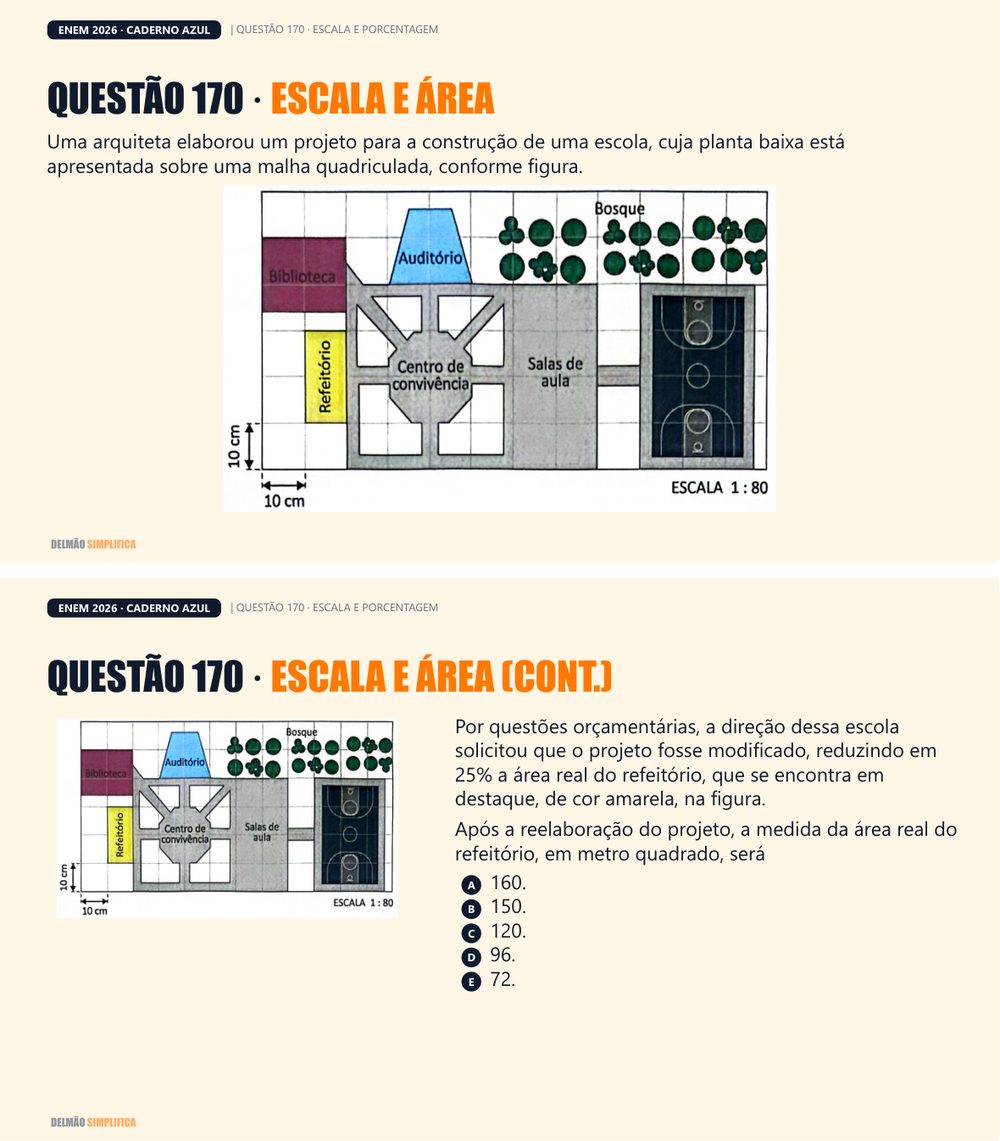 ENEM 2026 · CADERNO AZUL | QUESTÃO 170 · ESCALA E PORCENTAGEM
QUESTÃO 170 · ESCALA E ÁREA
Uma arquiteta elaborou um projeto para a construção de uma escola, cuja planta baixa está
apresentada sobre uma malha quadriculada, conforme figura.
Bosque
Auditório
Biblioteca
Refeitório
Centro de
convivência
Salas de
aula
10 cm
10 cm
ESCALA 1 : 80
DELMÃO SIMPLIFICA
ENEM 2026 · CADERNO AZUL | QUESTÃO 170 · ESCALA E PORCENTAGEM
QUESTÃO 170 · ESCALA E ÁREA (CONT.)
Bosque
Auditório
Biblioteca
Refeitório
Centro de
convivência
Salas de
aula
10 cm
10 cm
ESCALA 1 : 80
Por questões orçamentárias, a direção dessa escola
solicitou que o projeto fosse modificado, reduzindo em
25% a área real do refeitório, que se encontra em
destaque, de cor amarela, na figura.
Após a reelaboração do projeto, a medida da área real do
refeitório, em metro quadrado, será
A 160.
B 150.
C 120.
D 96.
E 72.
DELMÃO SIMPLIFICA